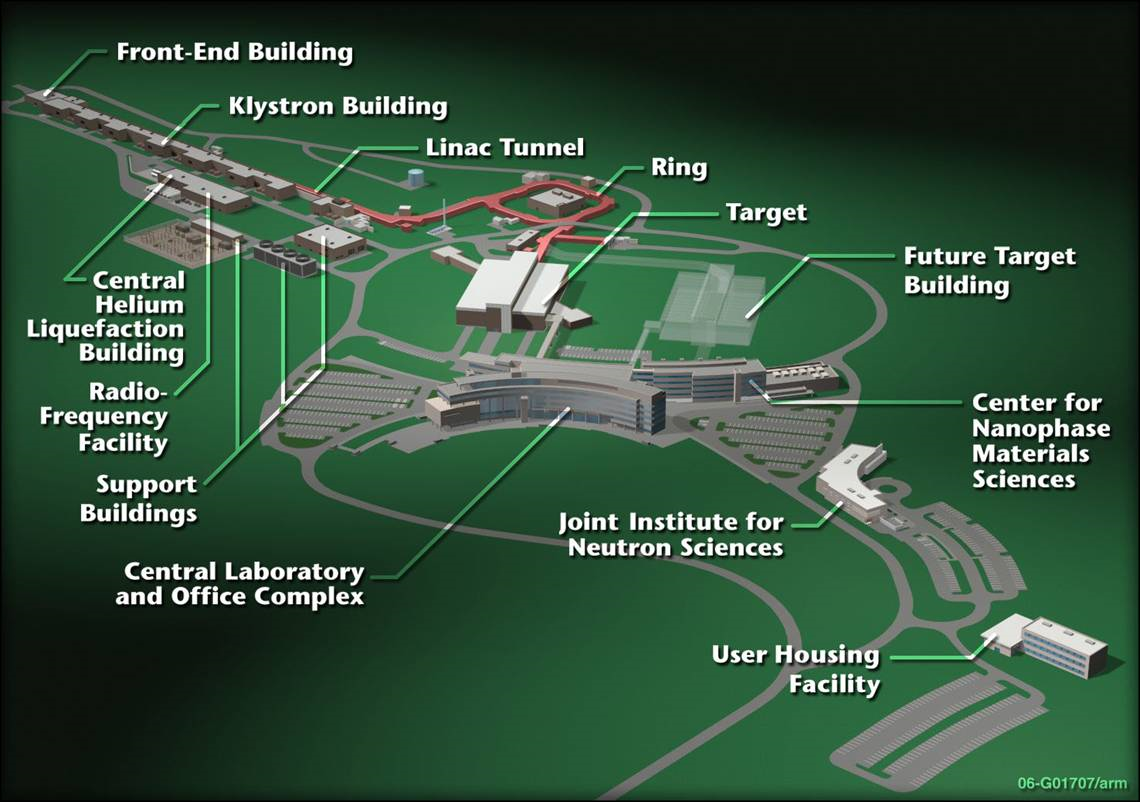 Front-End Building
Klystron Building
Linac Tunnel
Ring
Target
Future Target
Building
Central
Helium
Liquefaction
Building
Radio-
Frequency
Facility
Support
Buildings
Center for
Nanophase
Materials
Sciences
Joint Institute for
Neutron Sciences
Central Laboratory
and Office Complex
User Housing
Facility
06-G01707/arm